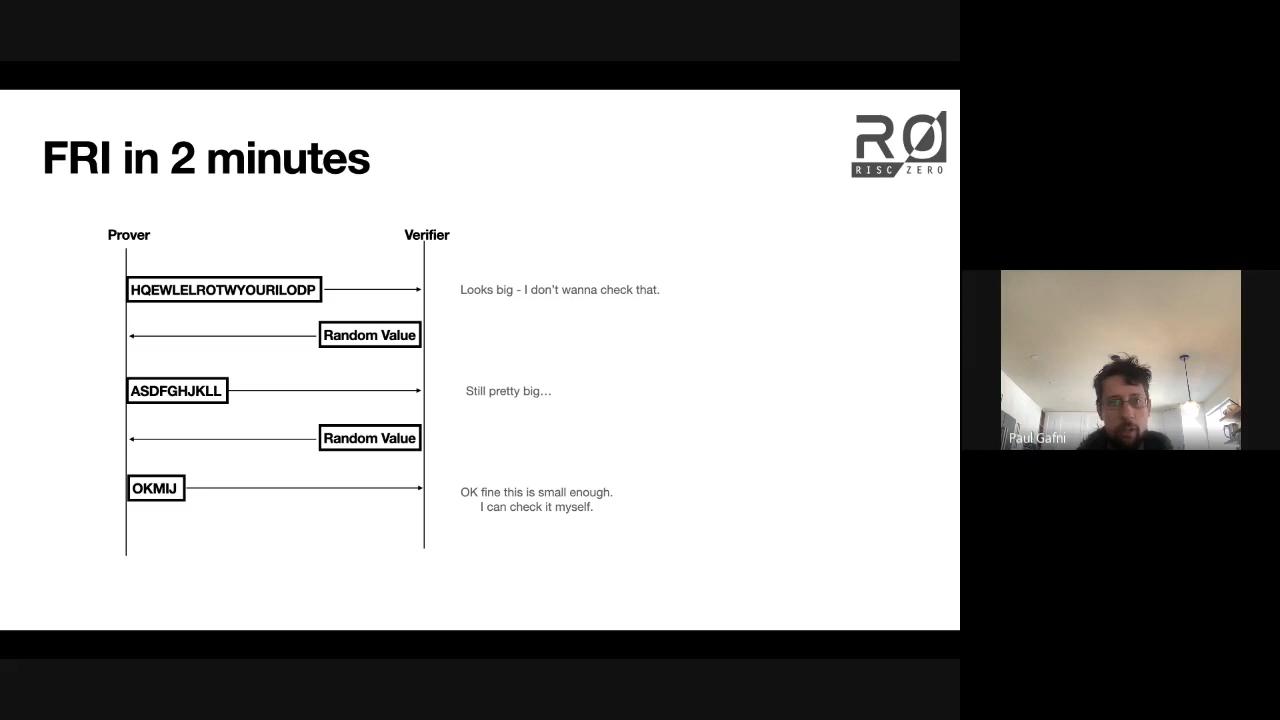 FRI in 2 minutes
RØ
RISC ZERO
Prover
Verifier
HQEWLELROTWYOURILODP
Looks big - I don't wanna check that.
Random Value
ASDFGHJKLL
Still pretty big...
Random Value
OKMIJ
OK fine this is small enough.
I can check it myself.
Paul Gafni